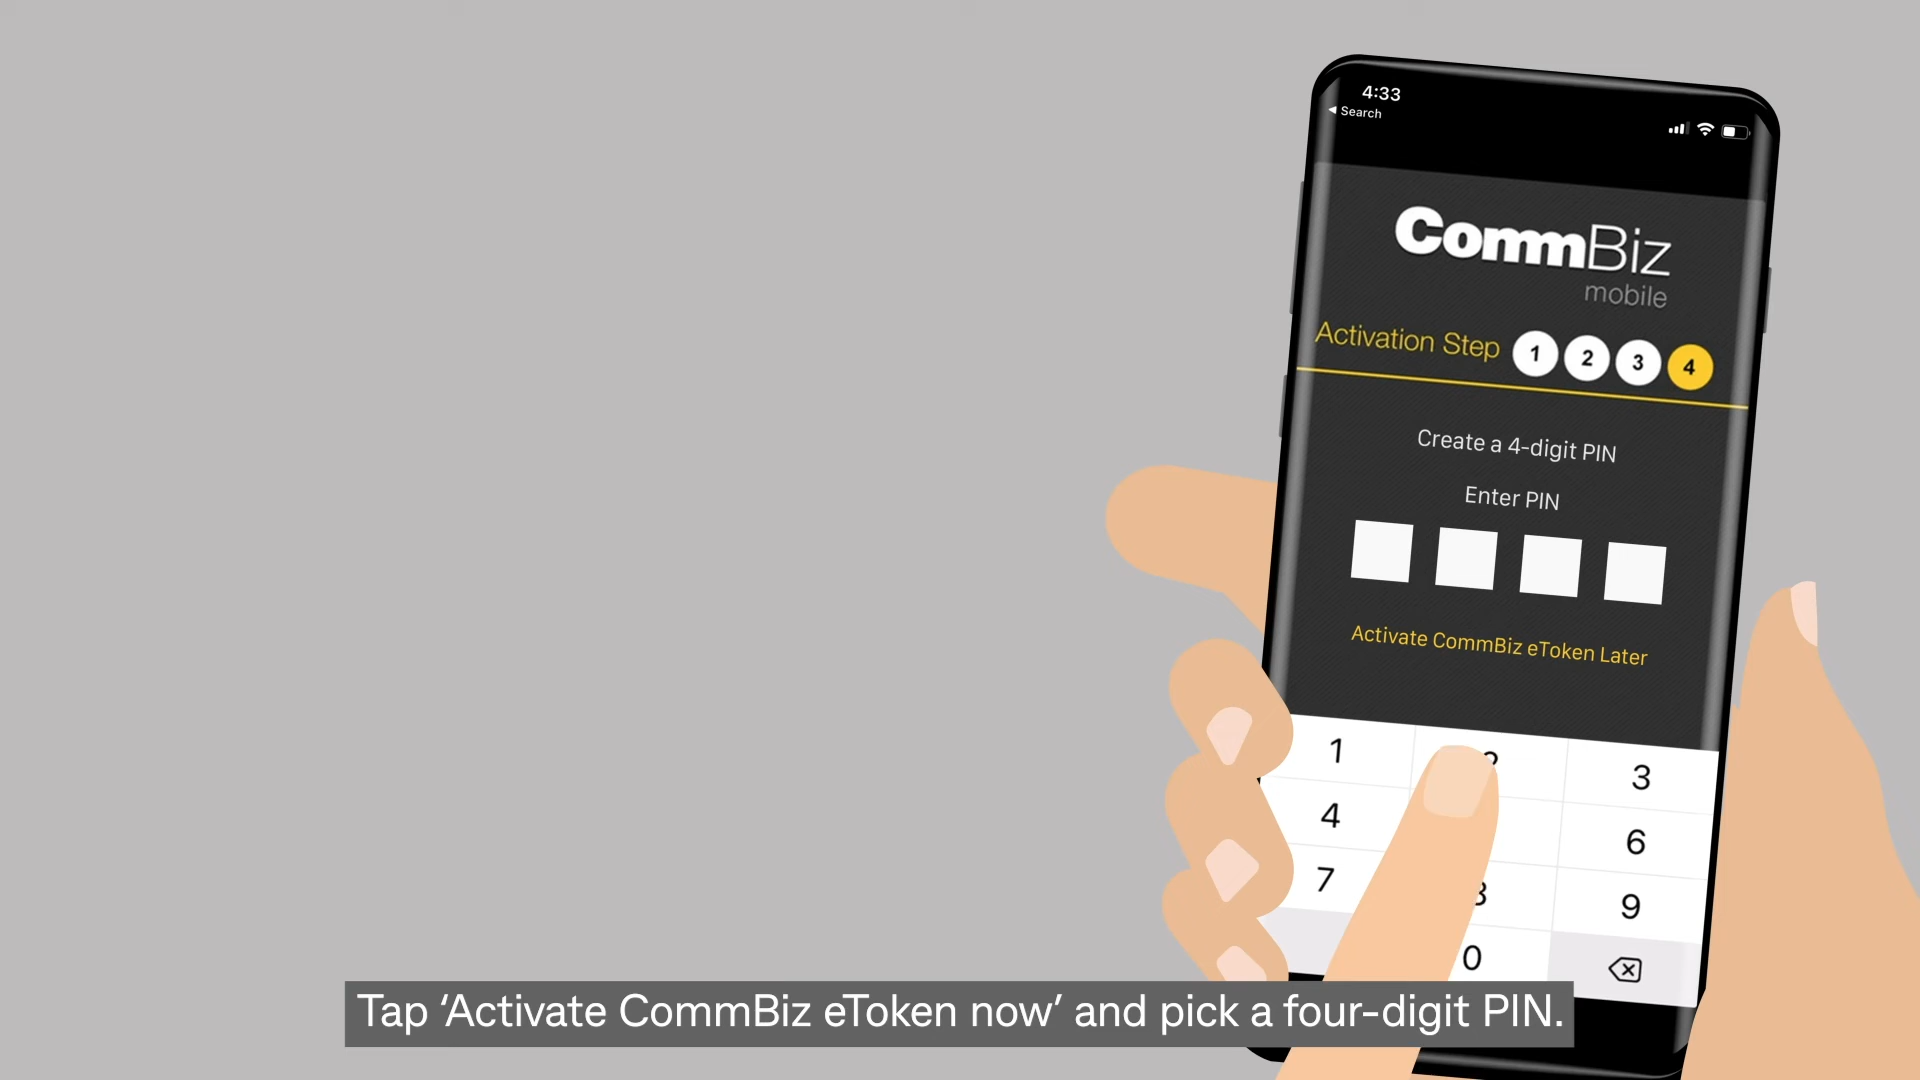 4:33
◀ Search
CommBiz
mobile
Activation Step 1 2 3 4
Create a 4-digit PIN
Enter PIN
Activate CommBiz eToken Later
1 2 3
4 6
7 8 9
0
Tap ‘Activate CommBiz eToken now’ and pick a four-digit PIN.